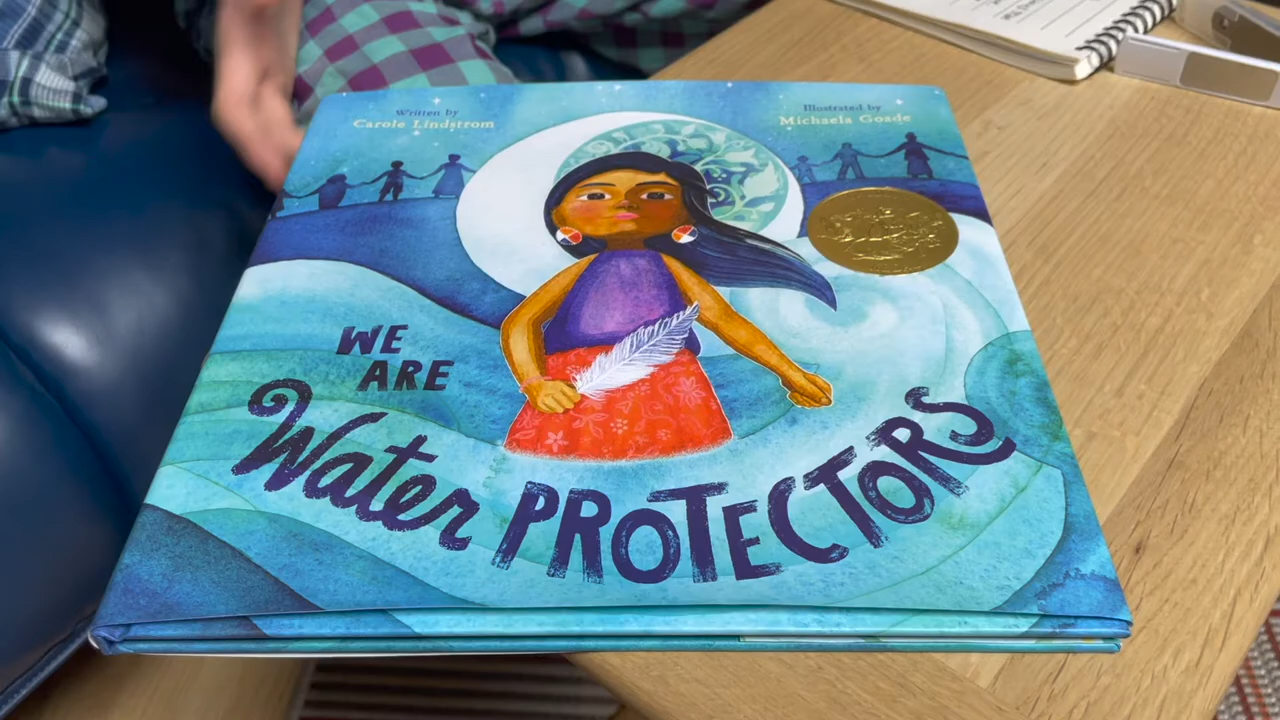 Written by
Carole Lindstrom
Illustrated by
Michaela Goade
WE
ARE
Water PROTECTORS